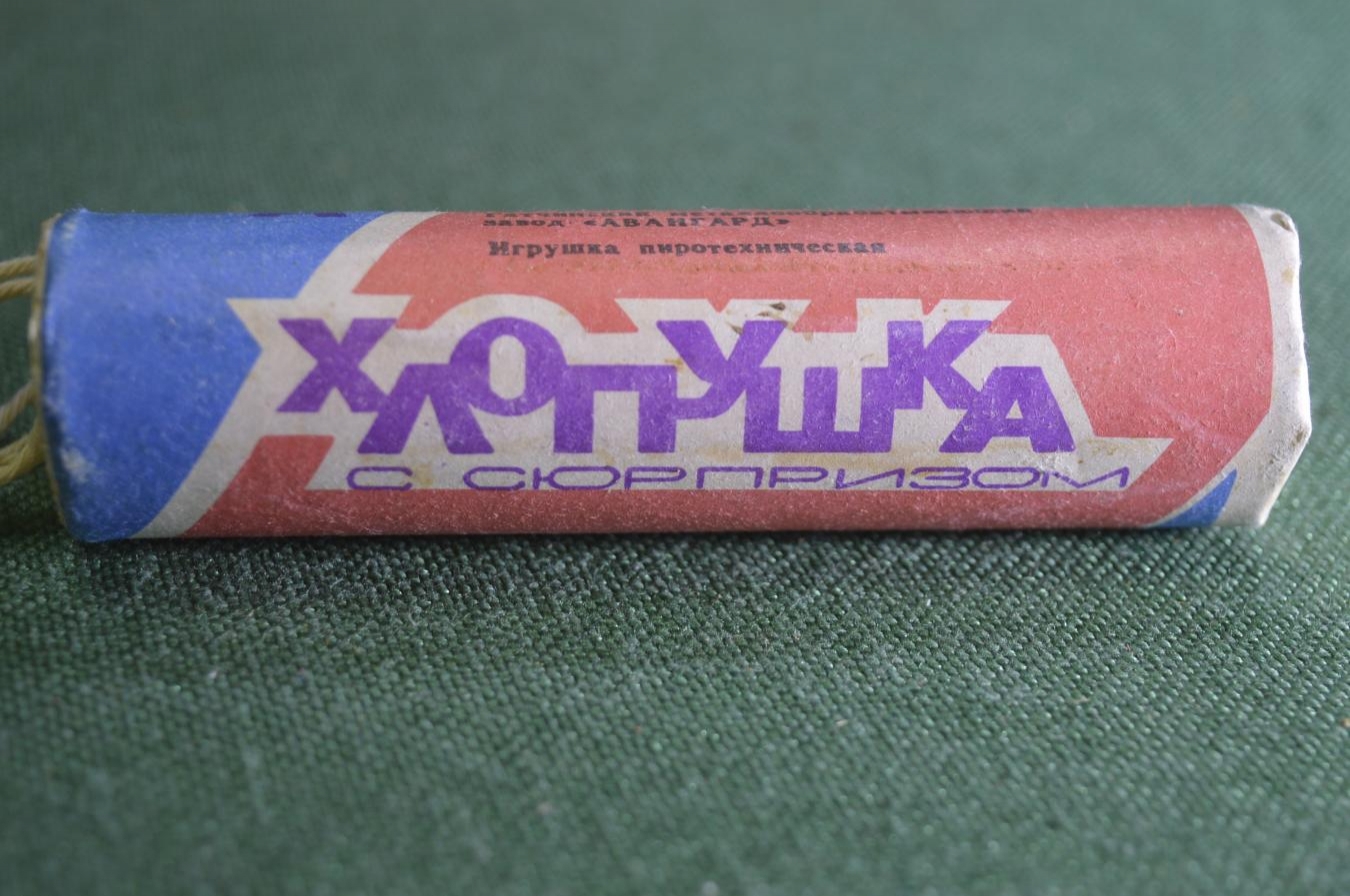 завод «АВАНГАРД»
Игрушка пиротехническая
ХЛОПУШКА
С СЮРПРИЗОМ